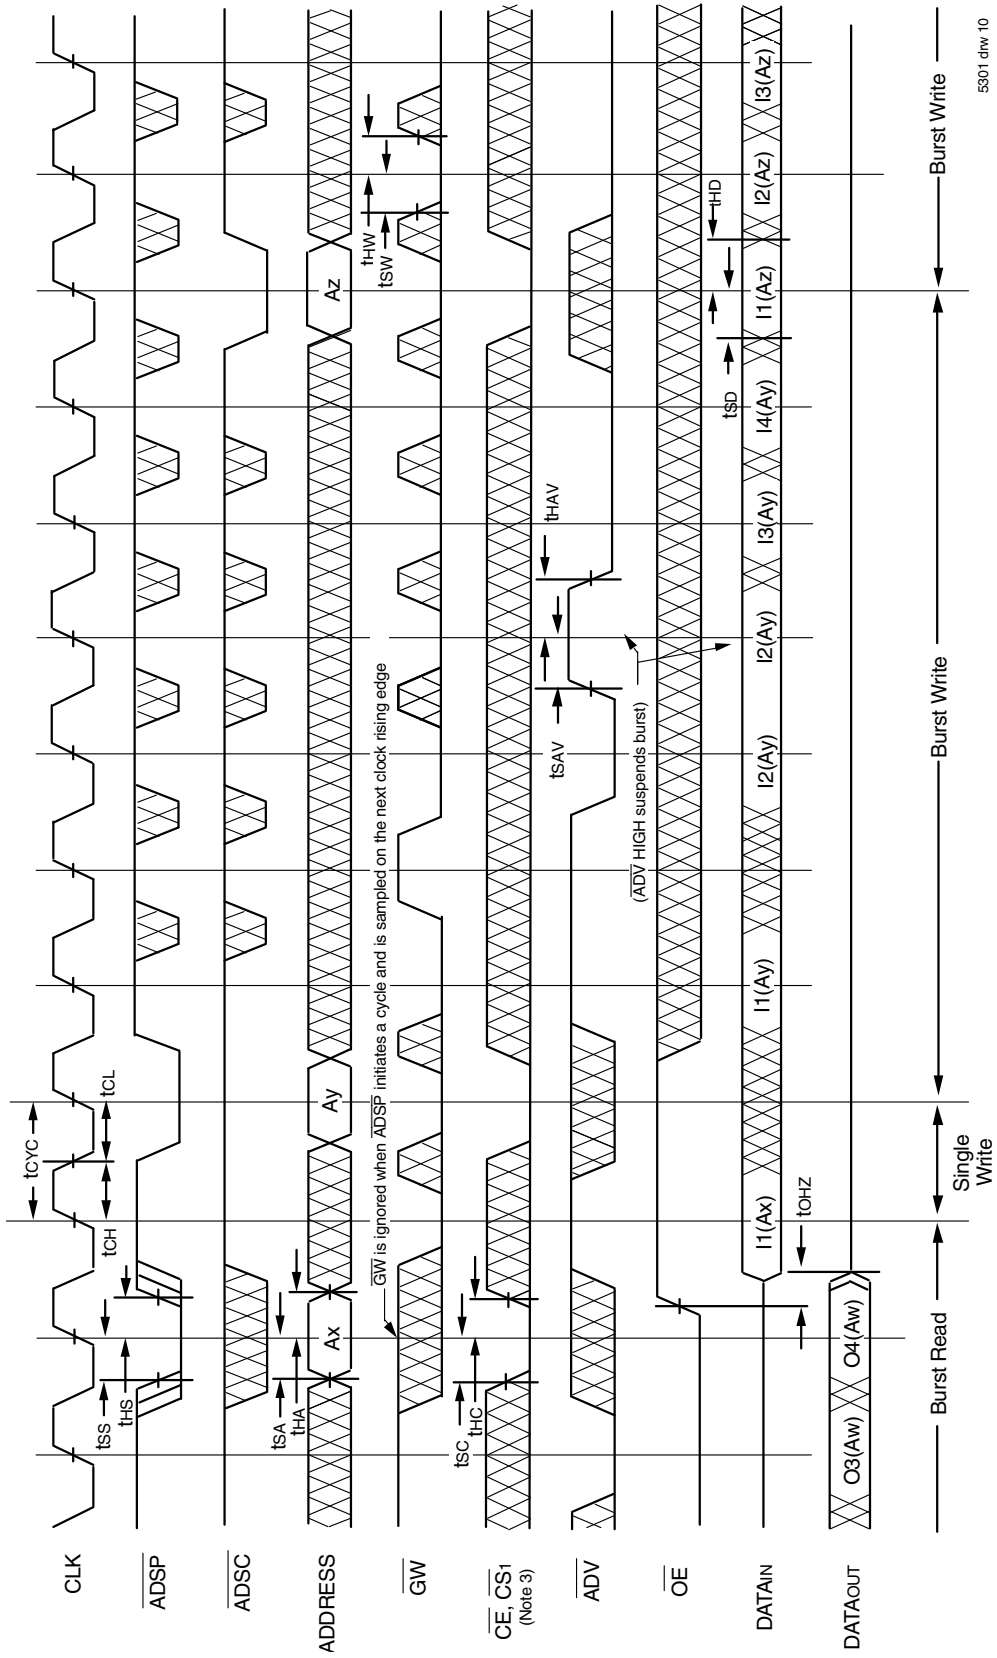 CLK
tCYC
tCH
tCL
ADSP
tSS
tHS
ADSC
ADDRESS
tSA
tHA
Ax
Ay
Az
GW
GW is ignored when ADSP initiates a cycle and is sampled on the next clock rising edge
tHW
tSW
CE, CS1
(Note 3)
tSC
tHC
ADV
tSAV
tHAV
(ADV HIGH suspends burst)
OE
DATAIN
I1(Ax)
I1(Ay)
I2(Ay)
I2(Ay)
I3(Ay)
I4(Ay)
I1(Az)
I2(Az)
I3(Az)
tSD
tHD
tOHZ
DATAOUT
O3(Aw)
O4(Aw)
Burst Read
Single
Write
Burst Write
Burst Write
5301 drw 10